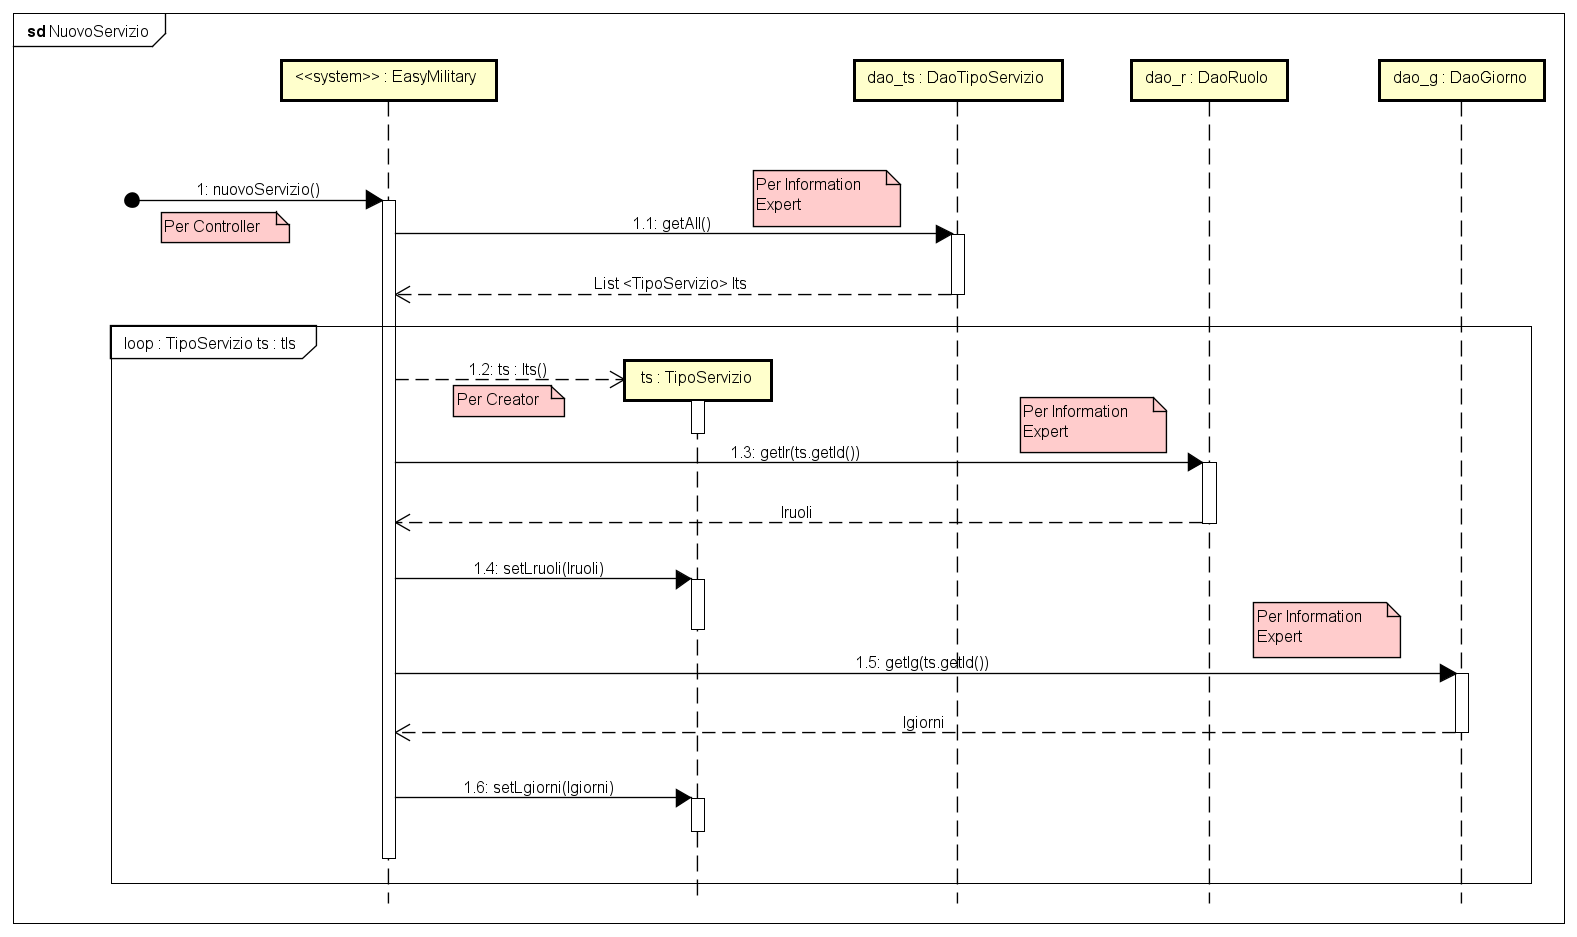 sd NuovoServizio
<<system>> : EasyMilitary
dao_ts : DaoTipoServizio
dao_r : DaoRuolo
dao_g : DaoGiorno
1: nuovoServizio()
Per Controller
Per Information
Expert
1.1: getAll()
List <TipoServizio> lts
loop : TipoServizio ts : tls
1.2: ts : lts()
ts : TipoServizio
Per Creator
Per Information
Expert
1.3: getlr(ts.getId())
lruoli
1.4: setLruoli(lruoli)
Per Information
Expert
1.5: getlg(ts.getId())
lgiorni
1.6: setLgiorni(lgiorni)